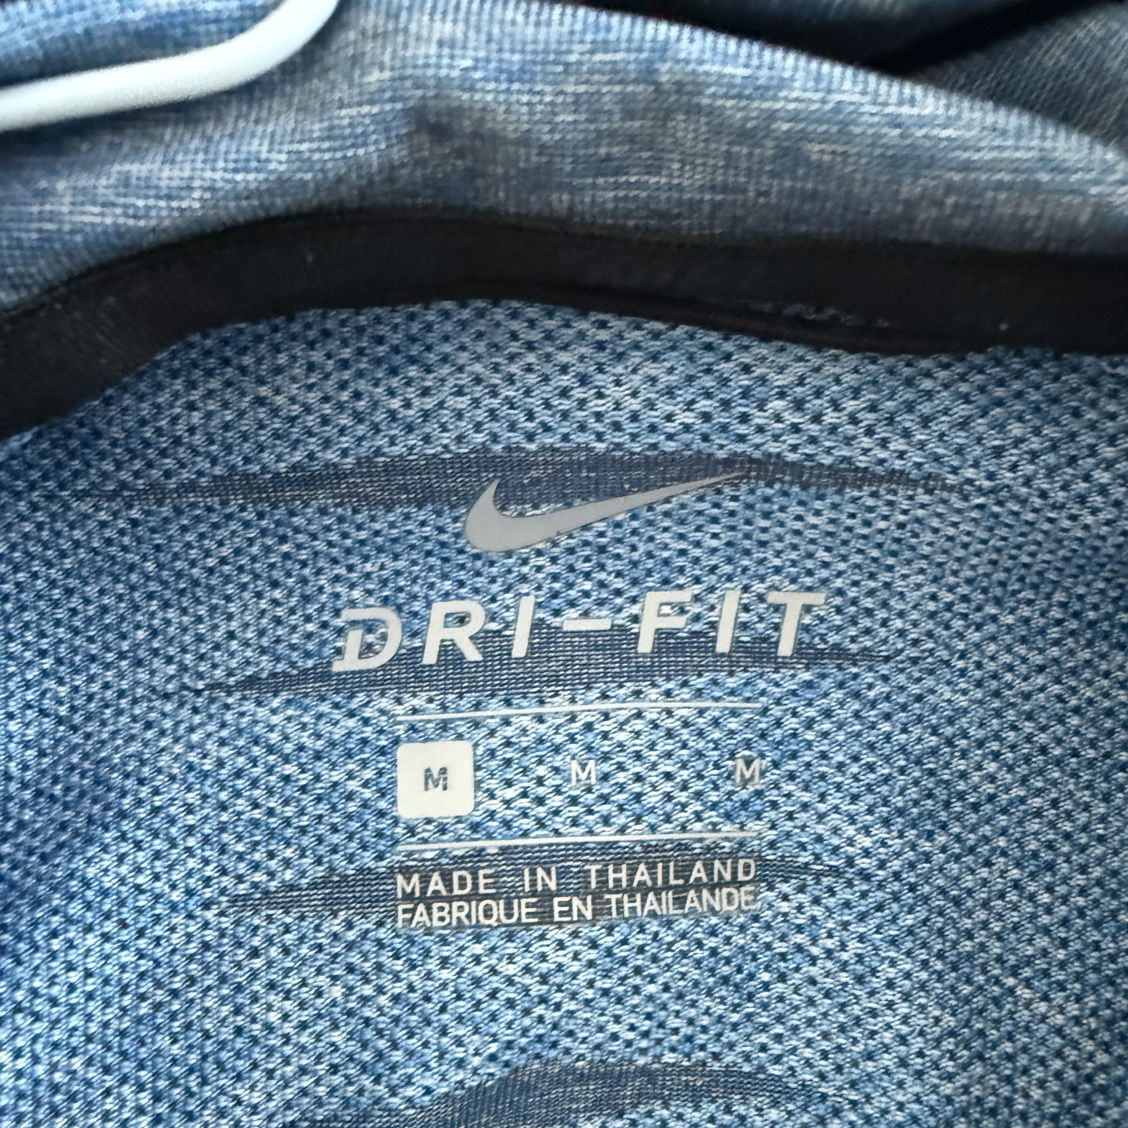 DRI-FIT
M M M
MADE IN THAILAND
FABRIQUE EN THAILANDE